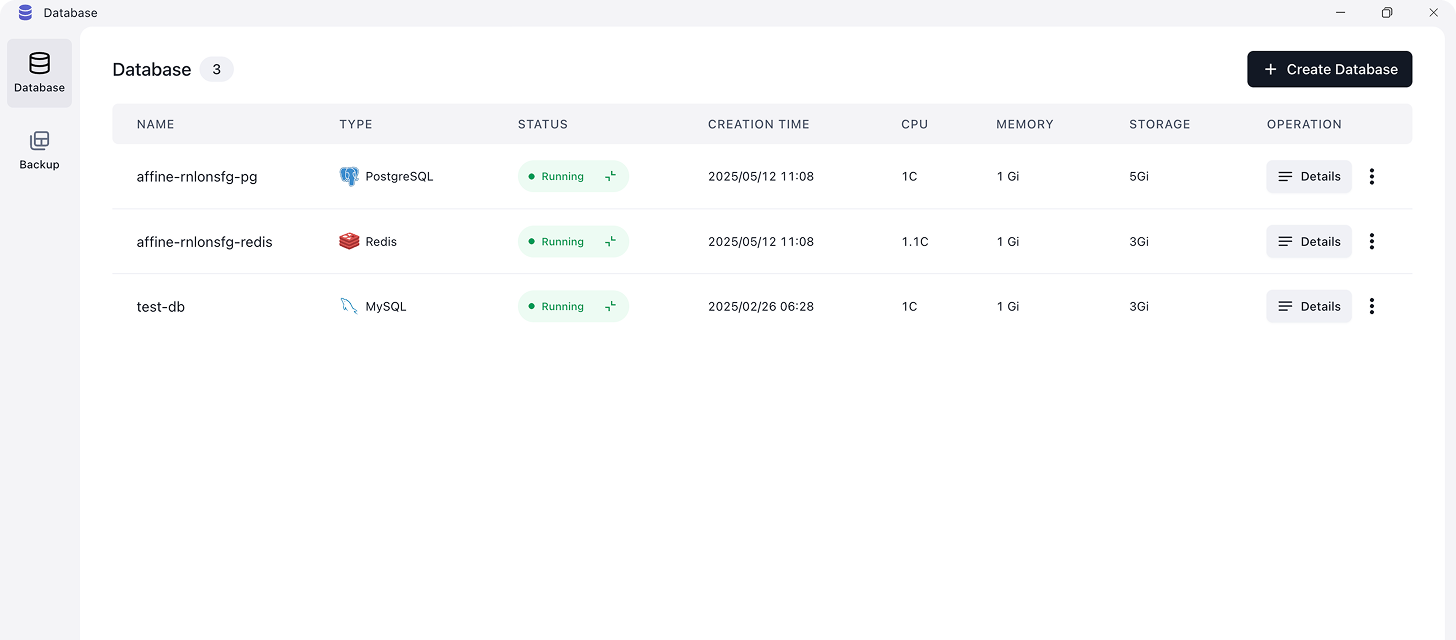 Database
Database
Backup
Database 3
+ Create Database
NAME TYPE STATUS CREATION TIME CPU MEMORY STORAGE OPERATION
affine-rnlonsfg-pg PostgreSQL Running 2025/05/12 11:08 1C 1 Gi 5Gi Details
affine-rnlonsfg-redis Redis Running 2025/05/12 11:08 1.1C 1 Gi 3Gi Details
test-db MySQL Running 2025/02/26 06:28 1C 1 Gi 3Gi Details